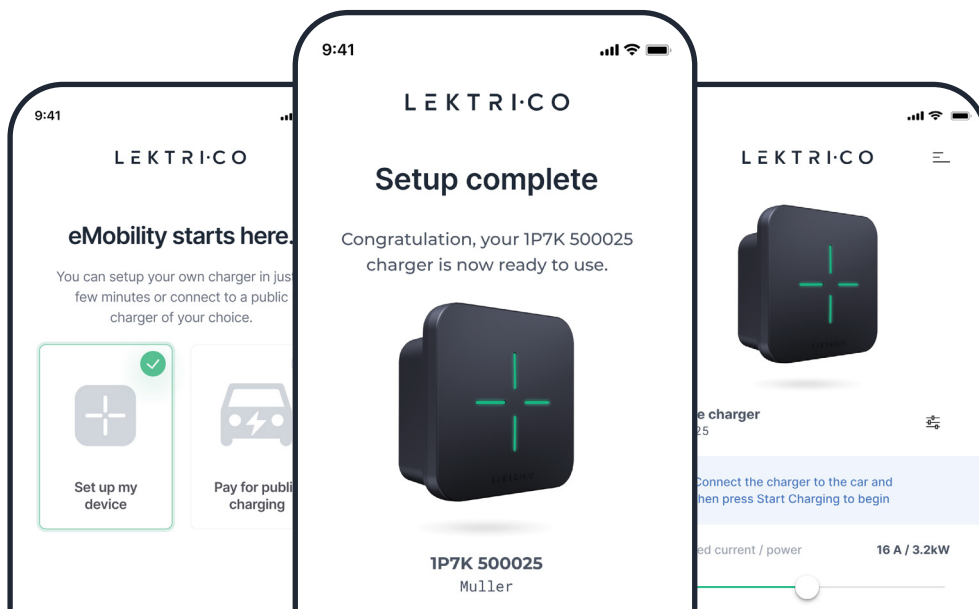 9:41
LEKTRI·CO
eMobility starts here.
You can setup your own charger in just
few minutes or connect to a public
charger of your choice.
Set up my
device
Pay for publi
charging
9:41
LEKTRI·CO
Setup complete
Congratulation, your 1P7K 500025
charger is now ready to use.
LEKTRI·CO
1P7K 500025
Muller
LEKTRI·CO
e charger
25
Connect the charger to the car and
hen press Start Charging to begin
ed current / power
16 A / 3.2kW